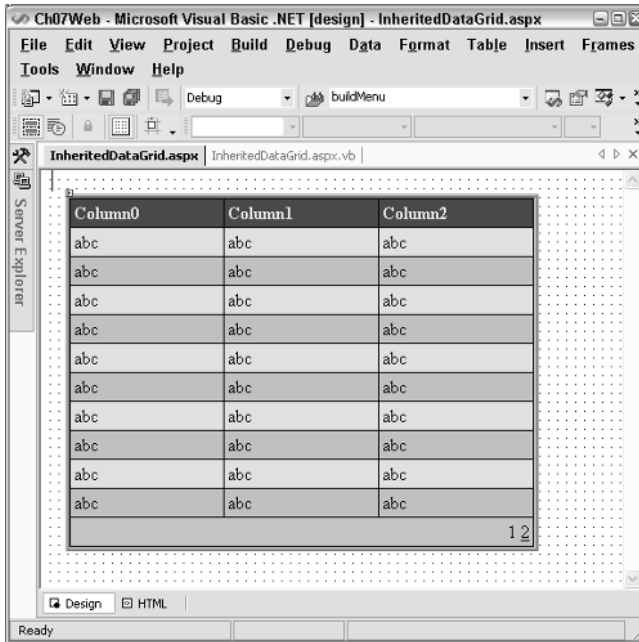 Ch07Web - Microsoft Visual Basic .NET [design] - InheritedDataGrid.aspx
File Edit View Project Build Debug Data Format Table Insert Frames
Tools Window Help
Debug buildMenu
InheritedDataGrid.aspx InheritedDataGrid.aspx.vb
Server Explorer
Column0 Column1 Column2
abc abc abc
abc abc abc
abc abc abc
abc abc abc
abc abc abc
abc abc abc
abc abc abc
abc abc abc
abc abc abc
abc abc abc
1 2
Design HTML
Ready